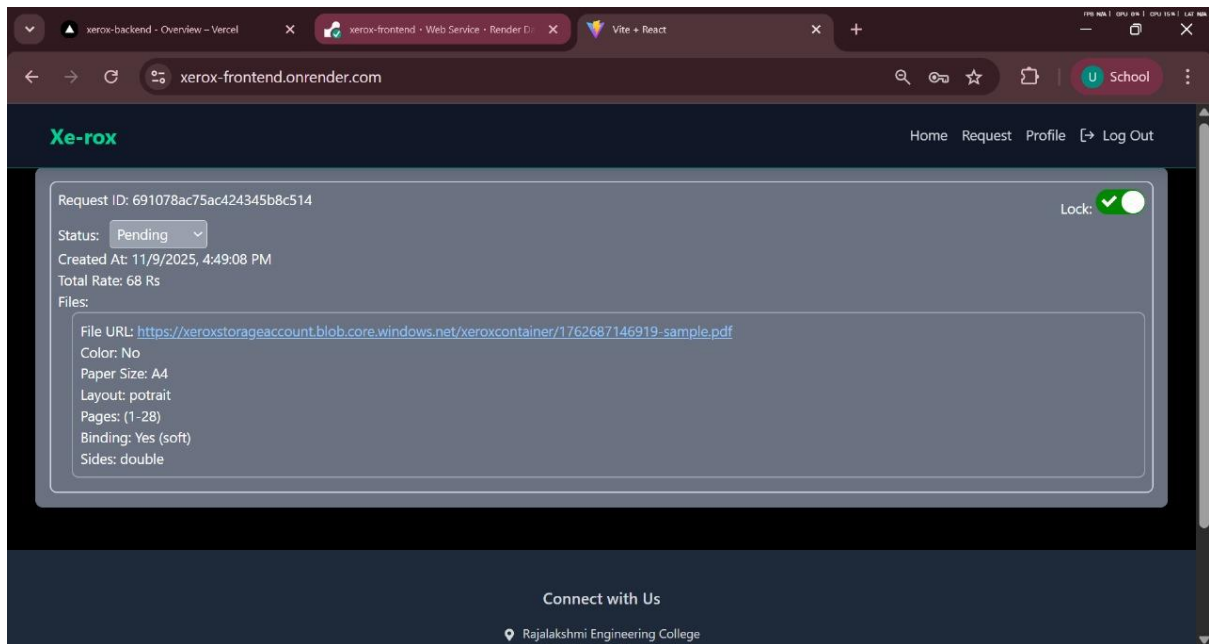 xerox-backend - Overview – Vercel
xerox-frontend · Web Service · Render D
Vite + React
xerox-frontend.onrender.com
U School
Xe-rox
Home Request Profile Log Out
Request ID: 691078ac75ac424345b8c514
Lock:
Status: Pending
Created At: 11/9/2025, 4:49:08 PM
Total Rate: 68 Rs
Files:
File URL: https://xeroxstorageaccount.blob.core.windows.net/xeroxcontainer/1762687146919-sample.pdf
Color: No
Paper Size: A4
Layout: potrait
Pages: (1-28)
Binding: Yes (soft)
Sides: double
Connect with Us
Rajalakshmi Engineering College